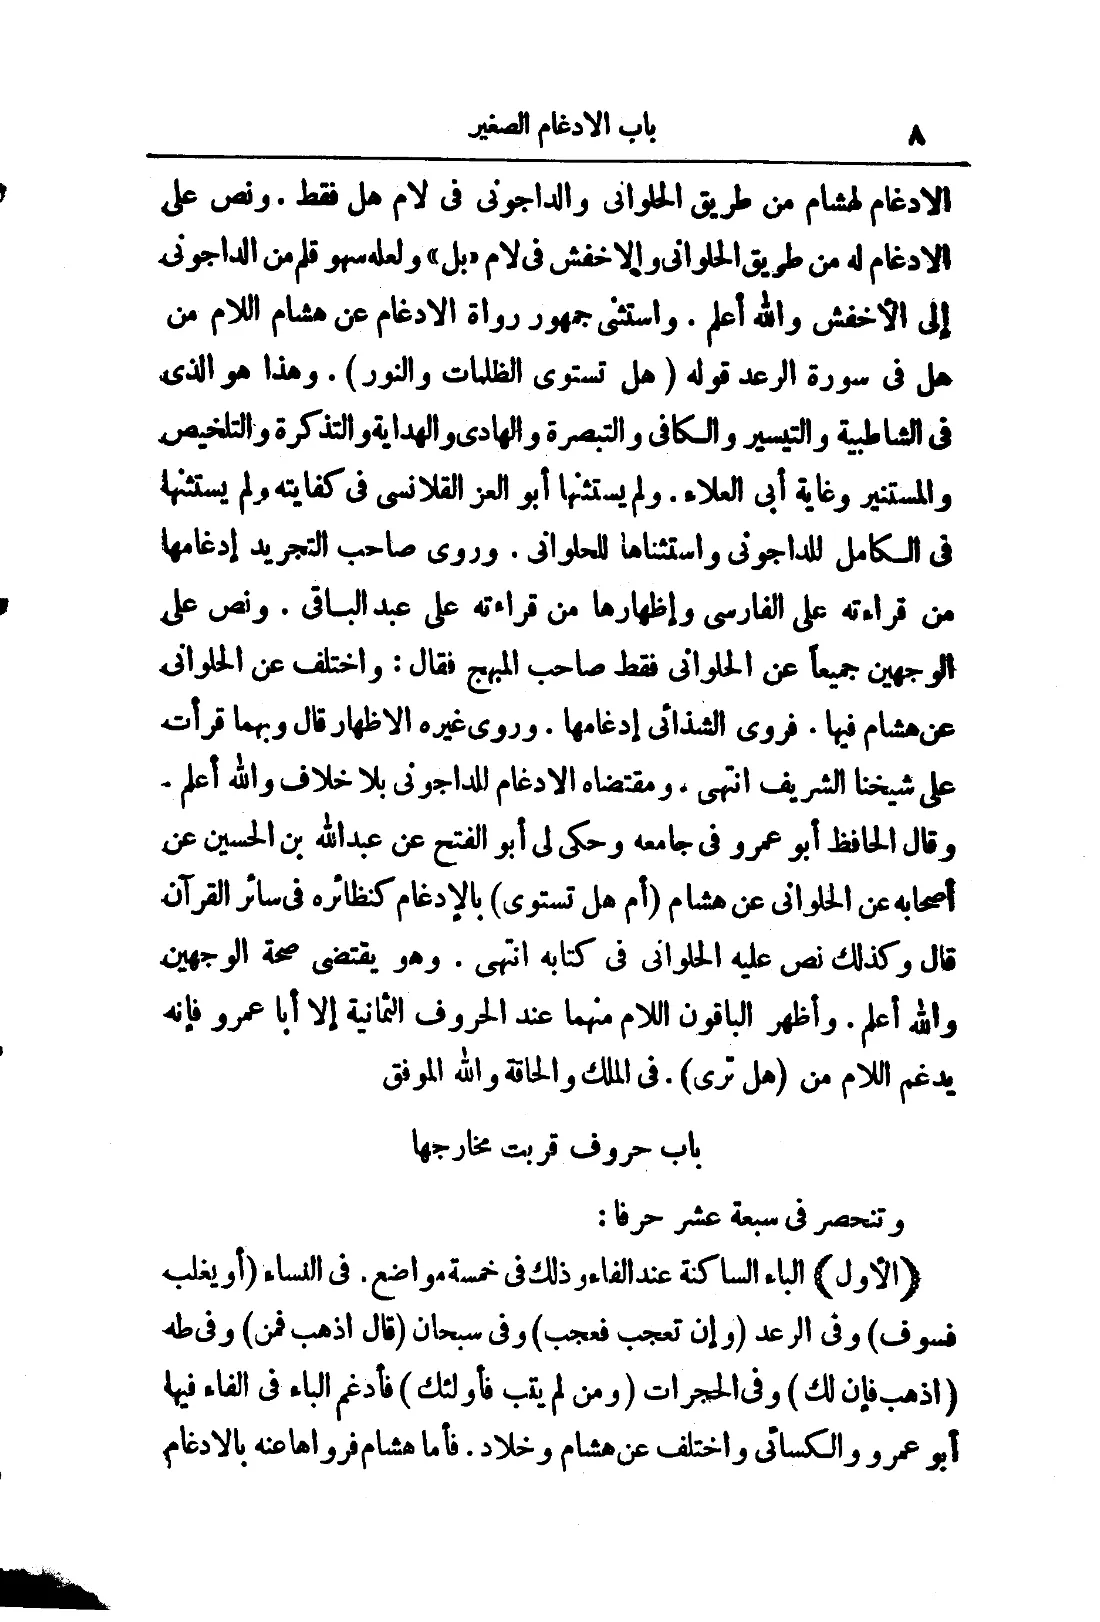 ٨
باب الادغام الصغير
الادغام لهشام من طريق الحلوانى والداجونى فى لام هل فقط . ونص على
الادغام له من طريق الحلوانى والاخفش فى لام «بل» ولعله سهو قلم من الداجونى
إلى الأخفش والله أعلم . واستثنى جمهور رواة الادغام عن هشام اللام من
هل فى سورة الرعد قوله ( هل تستوى الظلمات والنور ) . وهذا هو الذى
فى الشاطبية والتيسير والكافى والتبصرة والهادى والهداية والتذكرة والتلخيص
والمستنير وغاية أبى العلاء . ولم يستثنها أبو العز القلانسى فى كفايته ولم يستثنها
فى الكامل للداجونى واستثناها للحلوانى . وروى صاحب التجريد إدغامها
من قراءته على الفارسى وإظهارها من قراءته على عبد الباقى . ونص على
الوجهين جميعاً عن الحلوانى فقط صاحب المبهج فقال : واختلف عن الحلوانى
عن هشام فيها . فروى الشذائى إدغامها . وروى غيره الاظهار قال وبهما قرأت
على شيخنا الشريف انتهى . ومقتضاه الادغام للداجونى بلا خلاف والله أعلم .
وقال الحافظ أبو عمرو فى جامعه وحكى لى أبو الفتح عن عبدالله بن الحسين عن
أصحابه عن الحلوانى عن هشام (أم هل تستوى) بالإدغام كنظائره فى سائر القرآن
قال وكذلك نص عليه الحلوانى فى كتابه انتهى . وهو يقتضى صحة الوجهين
والله أعلم . وأظهر الباقون اللام منهما عند الحروف الثمانية إلا أبا عمرو فإنه
يدغم اللام من (هل ترى) . فى الملك والحاقة والله الموفق
باب حروف قربت مخارجها
وتنحصر فى سبعة عشر حرفا :
(الأول) الباء الساكنة عند الفاء وذلك فى خمسة مواضع . فى النساء (أو يغلب
فسوف) وفى الرعد (وإن تعجب فعجب) وفى سبحان (قال اذهب فمن) وفى طه
(اذهب فإن لك) وفى الحجرات (ومن لم يتب فأولئك) فأدغم الباء فى الفاء فيها
أبو عمرو والكسائى واختلف عن هشام وخلاد . فأما هشام فرواها عنه بالادغام